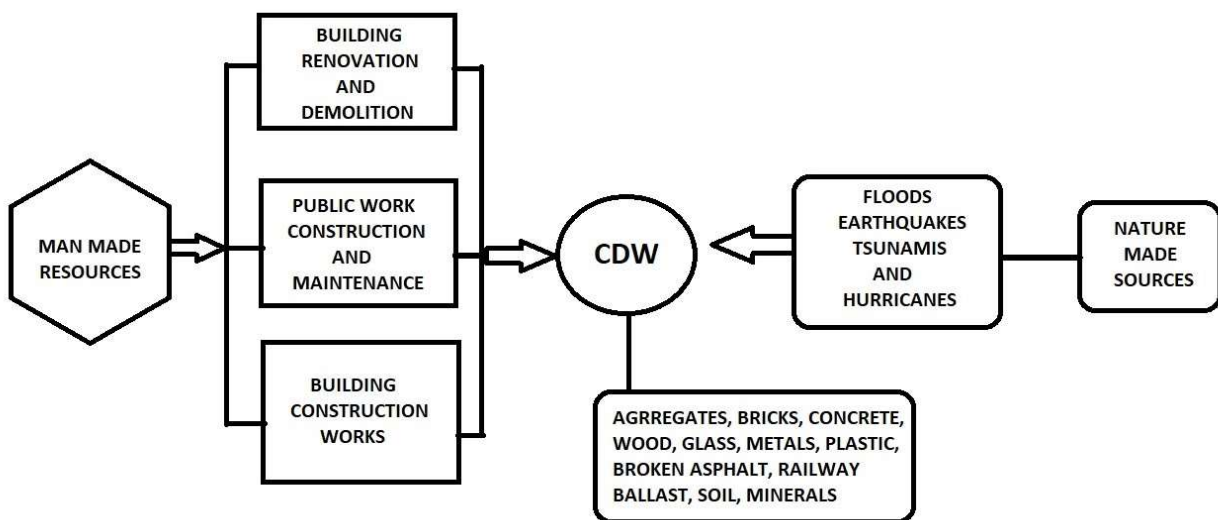 BUILDING
RENOVATION
AND
DEMOLITION
MAN MADE
RESOURCES
PUBLIC WORK
CONSTRUCTION
AND
MAINTENANCE
BUILDING
CONSTRUCTION
WORKS
CDW
FLOODS
EARTHQUAKES
TSUNAMIS
AND
HURRICANES
NATURE
MADE
SOURCES
AGRREGATES, BRICKS, CONCRETE,
WOOD, GLASS, METALS, PLASTIC,
BROKEN ASPHALT, RAILWAY
BALLAST, SOIL, MINERALS